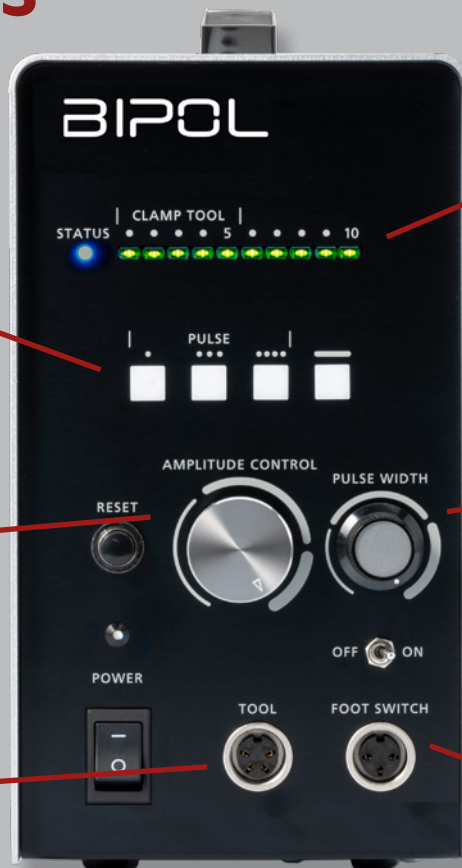 S
BIPOL
CLAMP TOOL
STATUS 5 10
PULSE
AMPLITUDE CONTROL
PULSE WIDTH
RESET
OFF ON
POWER
TOOL
FOOT SWITCH
I
O